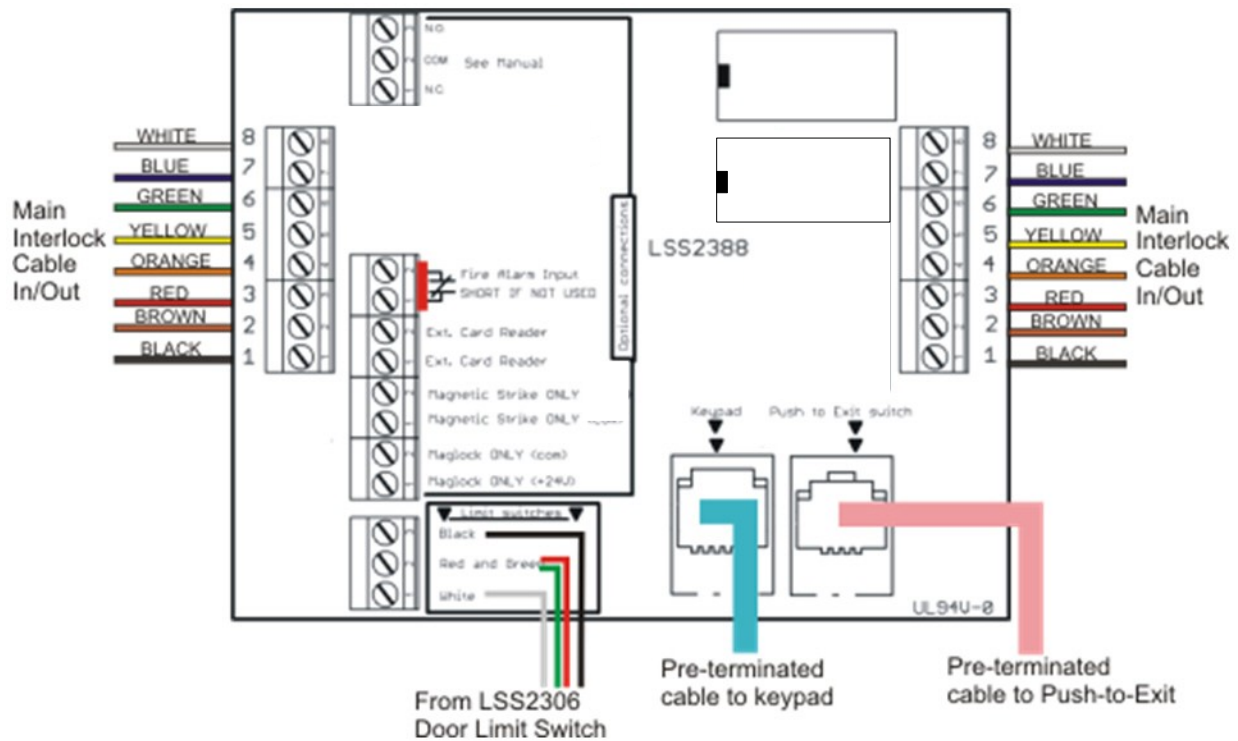 N.O.
COM See Manual
N.C.
WHITE 8
BLUE 7
GREEN 6
YELLOW 5
ORANGE 4
RED 3
BROWN 2
BLACK 1
Main
Interlock
Cable
In/Out
Fire Alarm Input
SHORT IF NOT USED
Ext. Card Reader
Ext. Card Reader
Magnetic Strike ONLY
Magnetic Strike ONLY
Maglock ONLY (com)
Maglock ONLY (+24V)
Optional connections
LSS2388
8 WHITE
7 BLUE
6 GREEN
5 YELLOW
4 ORANGE
3 RED
2 BROWN
1 BLACK
Main
Interlock
Cable
In/Out
Keypad Push to Exit switch
Limit switches
Black
Red and Green
White
UL94V-0
From LSS2306
Door Limit Switch
Pre-terminated
cable to keypad
Pre-terminated
cable to Push-to-Exit